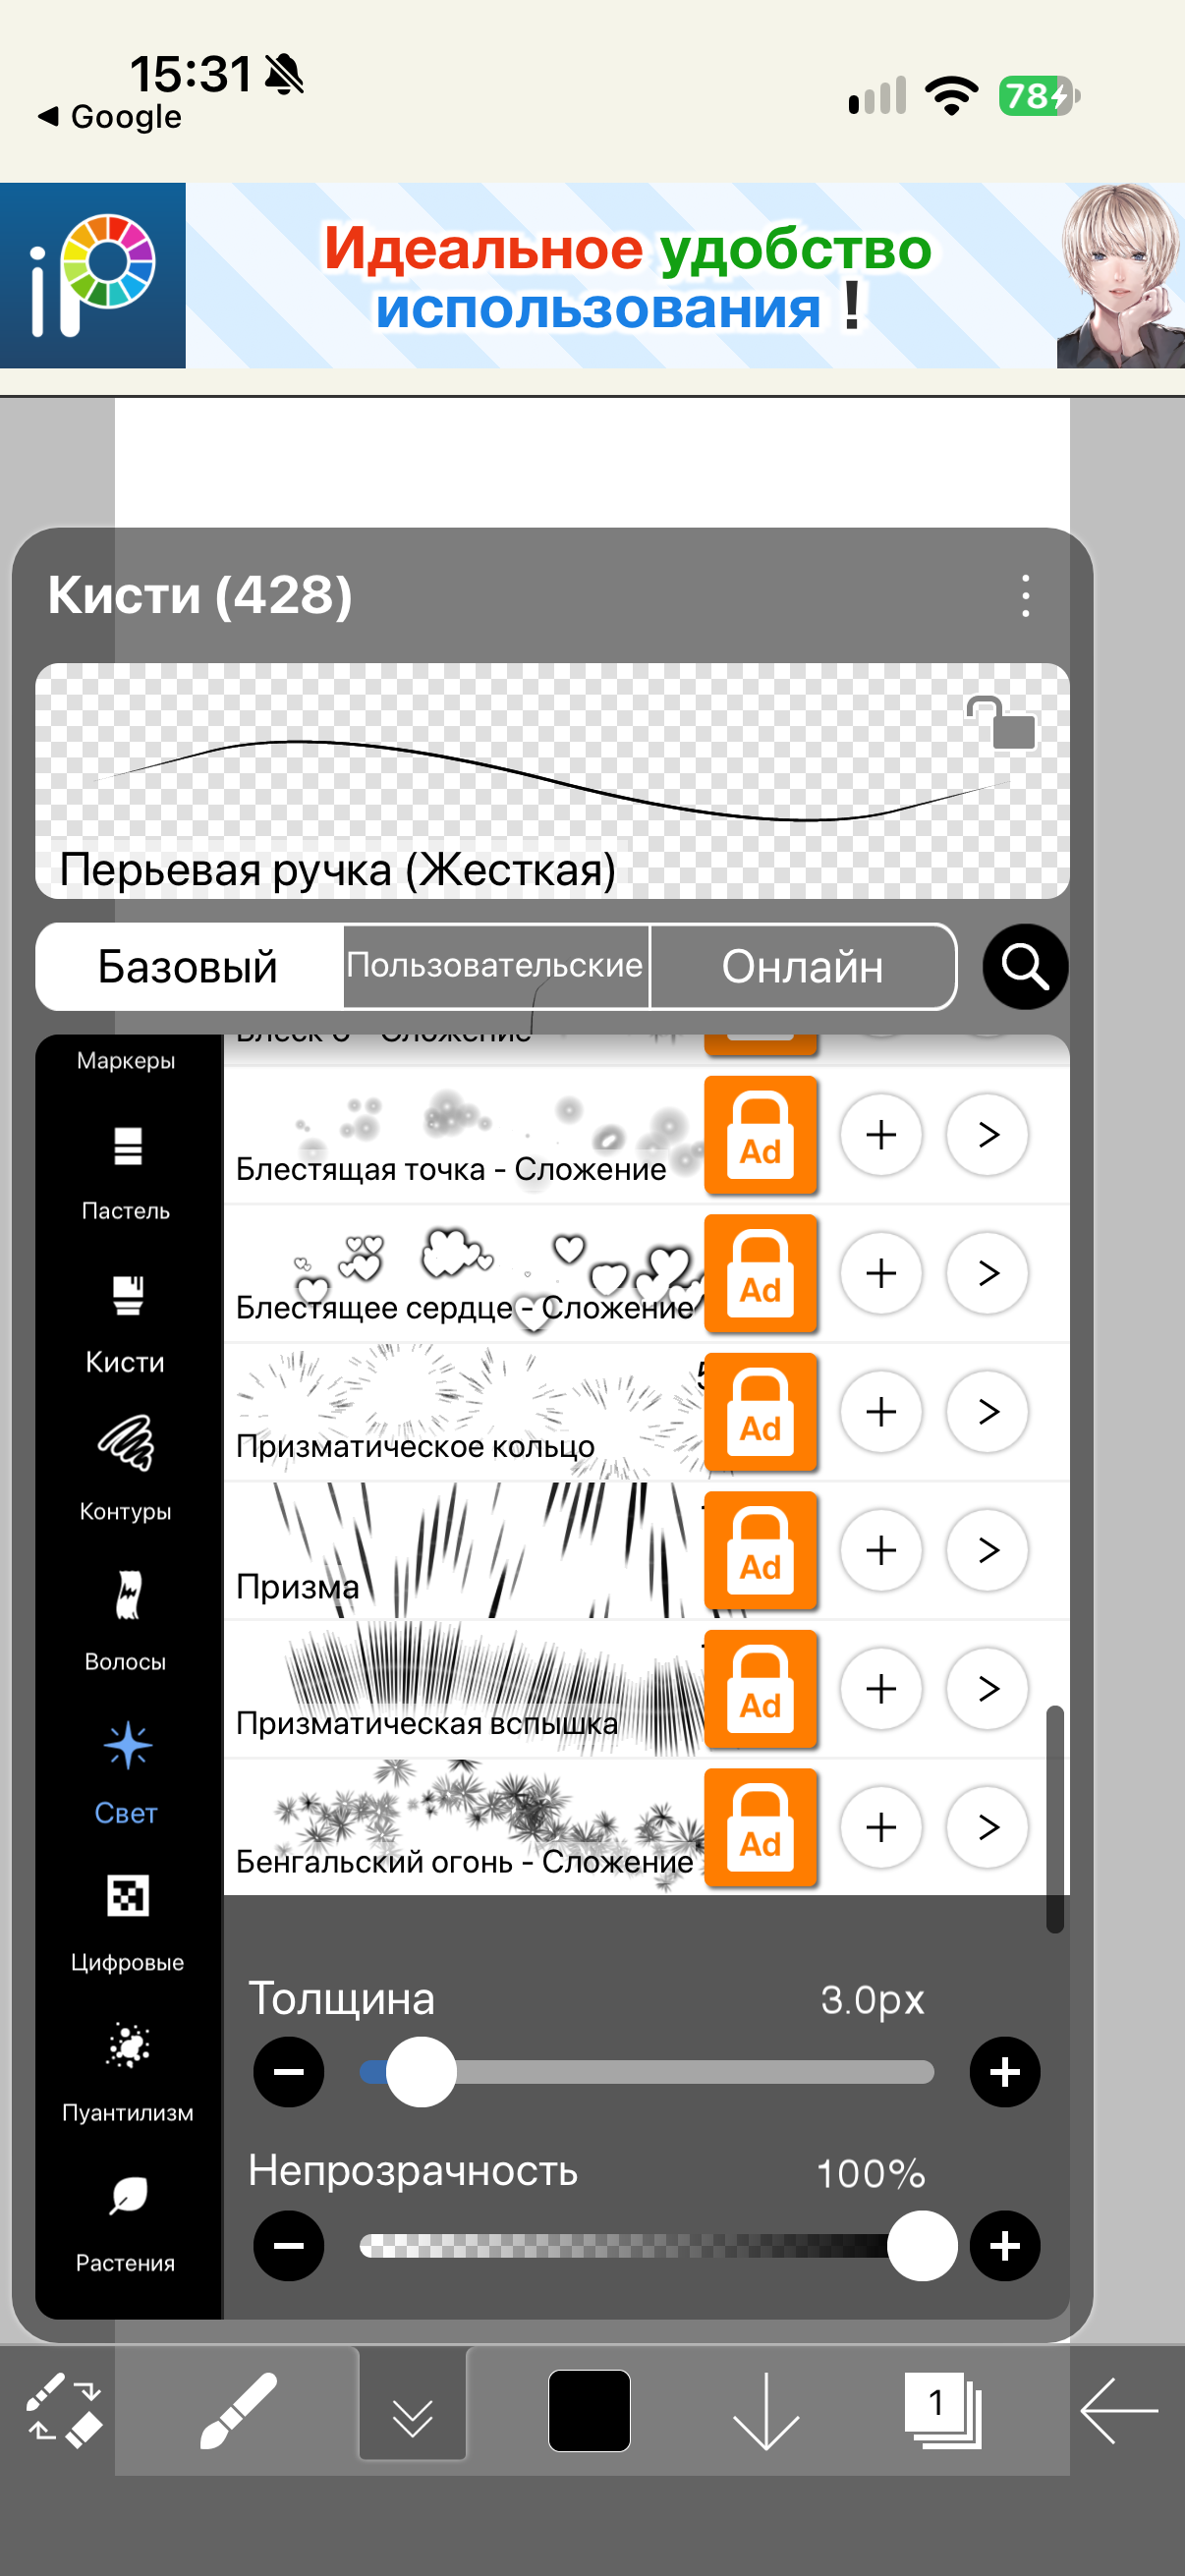 15:31
Google
78
iP
Идеальное удобство
использования !
Кисти (428)
Перьевая ручка (Жесткая)
Базовый
Пользовательские
Онлайн
Маркеры
Пастель
Кисти
Контуры
Волосы
Свет
Цифровые
Пуантилизм
Растения
Сложение
Блестящая точка - Сложение
Ad
Блестящее сердце - Сложение
Ad
Призматическое кольцо
Ad
Призма
Ad
Призматическая вспышка
Ad
Бенгальский огонь - Сложение
Ad
Толщина
3.0px
Непрозрачность
100%
1